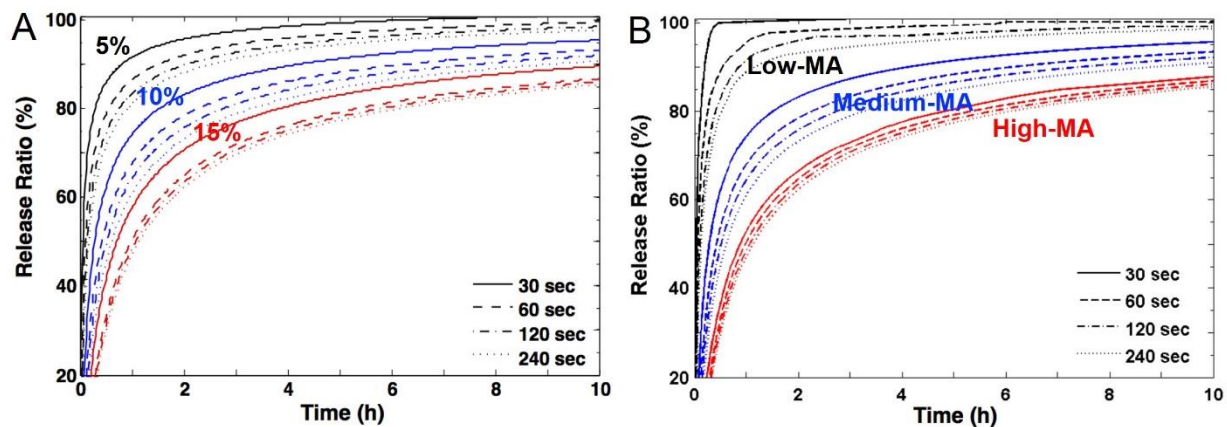 A
100
80
60
40
20
Release Ratio (%)
5%
10%
15%
30 sec
60 sec
120 sec
240 sec
0
2
4
6
8
10
Time (h)
B
100
80
60
40
20
Release Ratio (%)
Low-MA
Medium-MA
High-MA
30 sec
60 sec
120 sec
240 sec
0
2
4
6
8
10
Time (h)